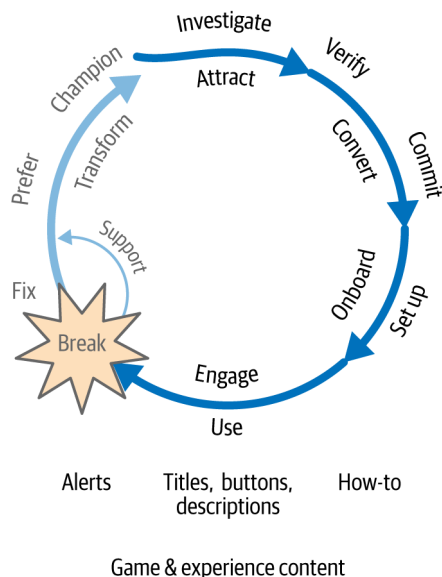 Investigate
Attract
Verify
Convert
Commit
Onboard
Set up
Engage
Use
Break
Fix
Support
Prefer
Transform
Champion
Alerts
Titles, buttons,
descriptions
How-to
Game & experience content